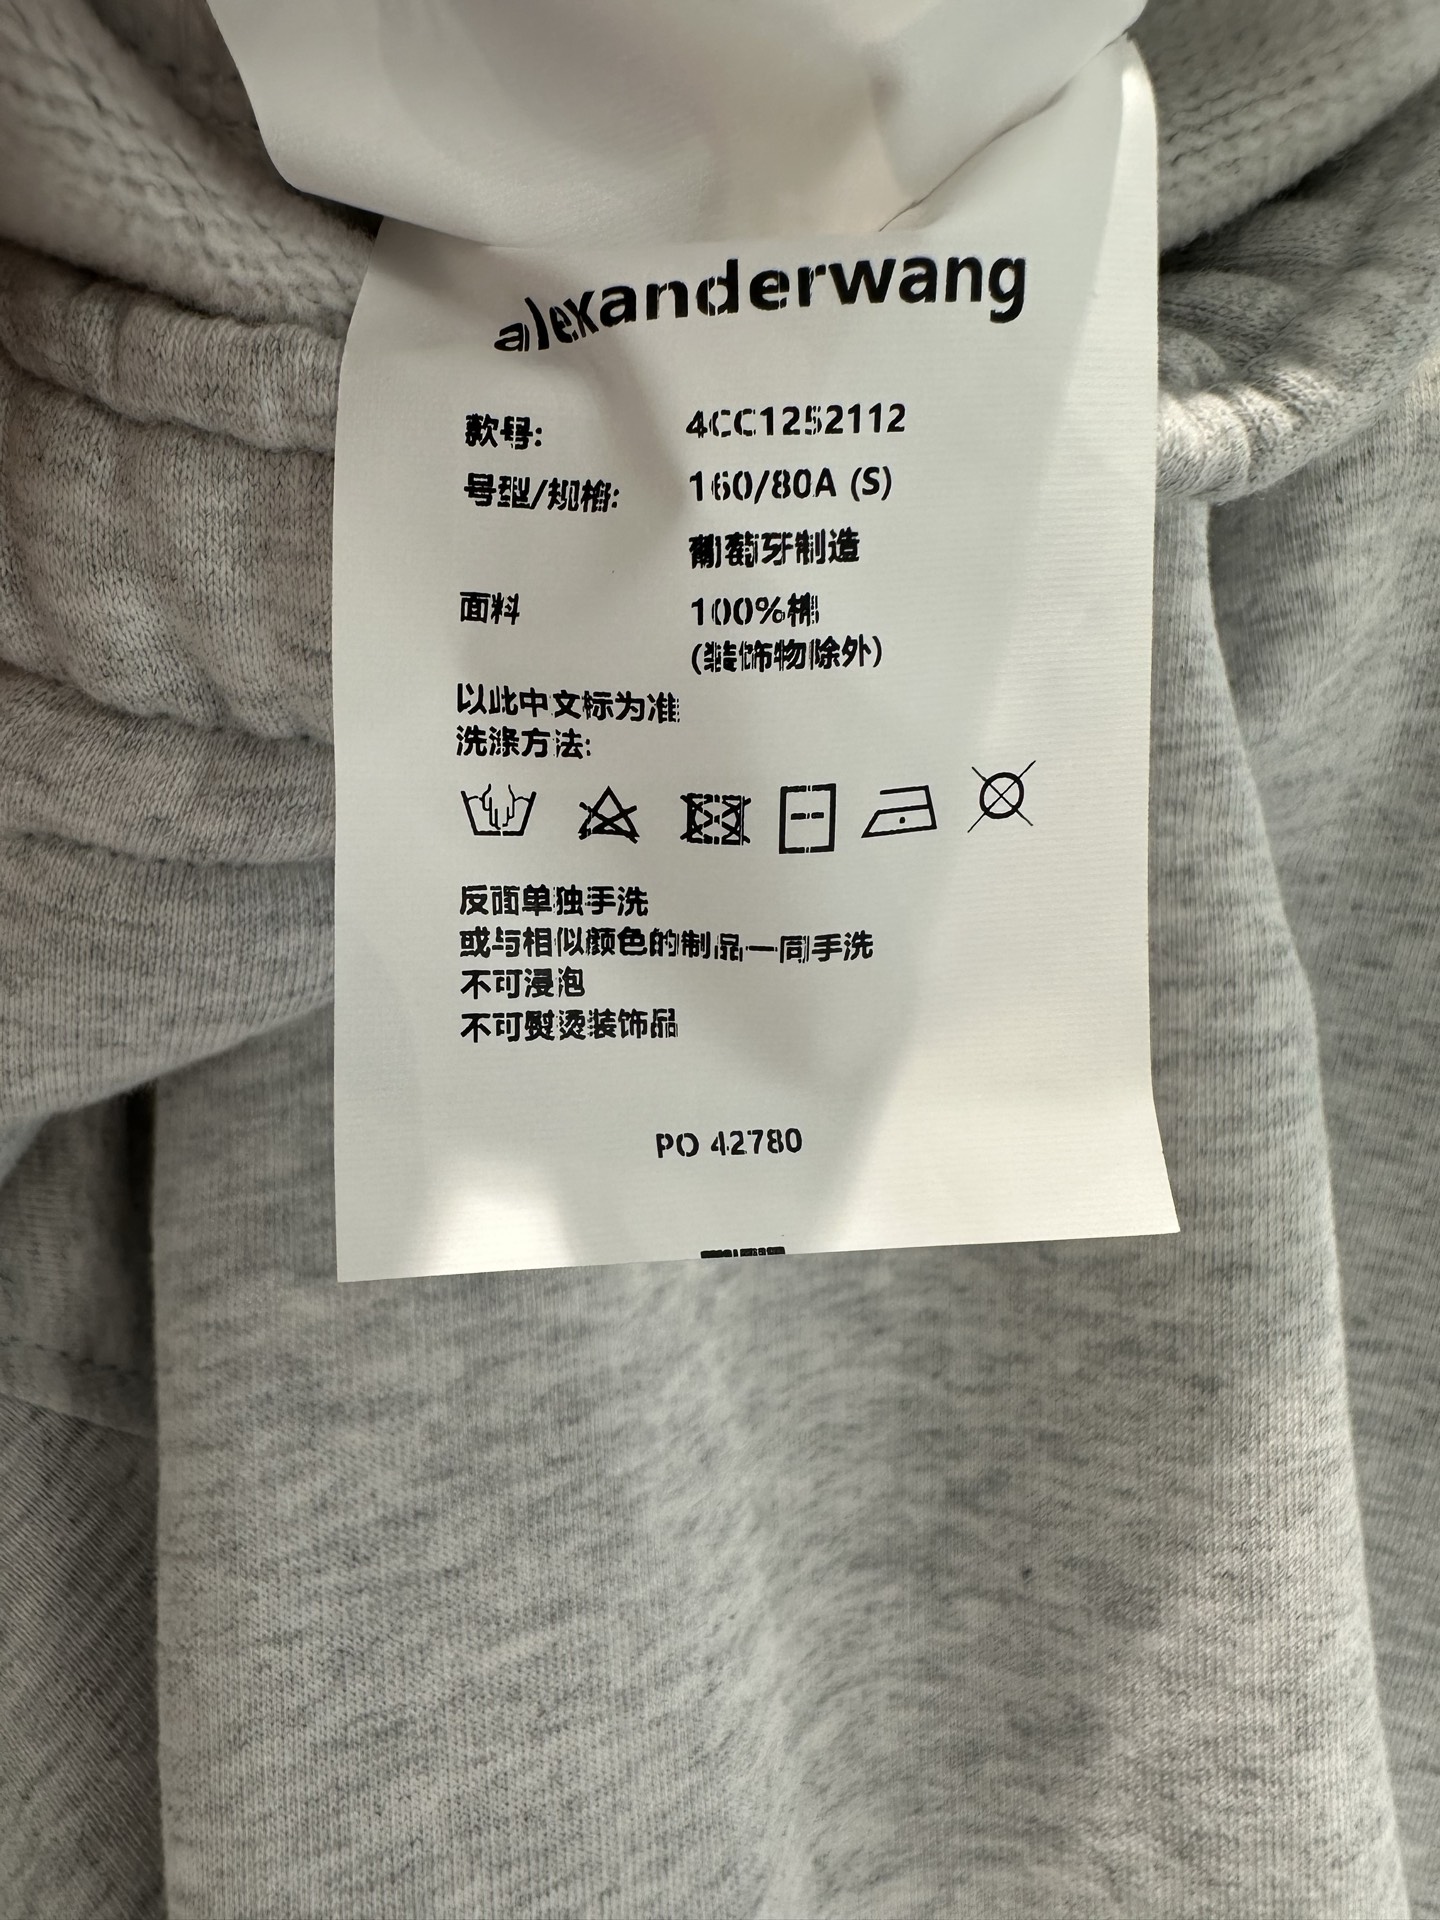 alexanderwang
款号: 4CC1252112
号型/规格: 160/80A (S)
葡萄牙制造
面料 100%棉
(装饰物除外)
以此中文标为准
洗涤方法:
反面单独手洗
或与相似颜色的制品一同手洗
不可浸泡
不可熨烫装饰品
PO 42780